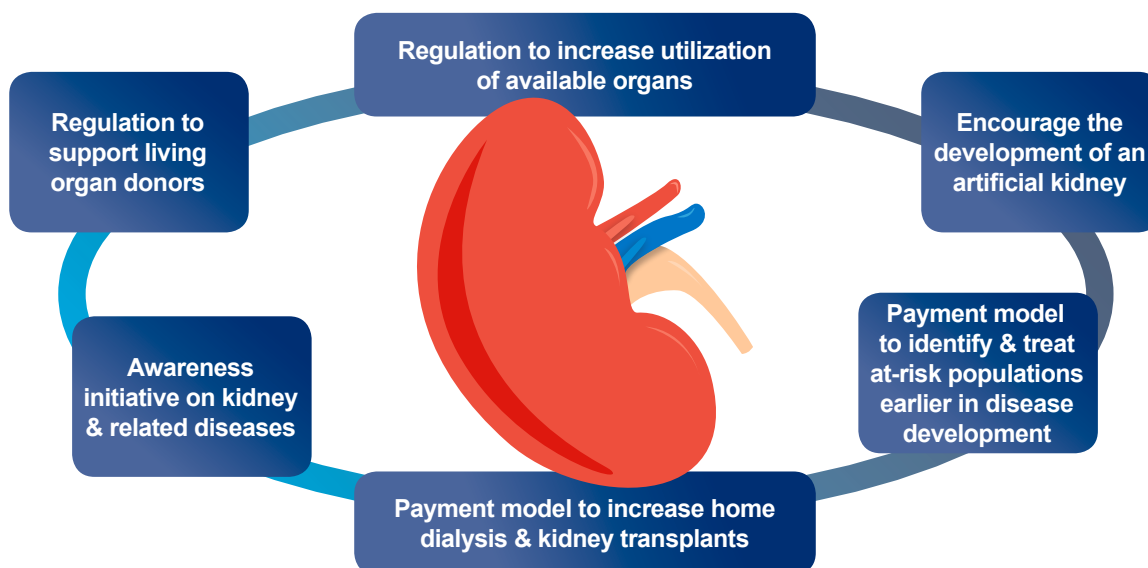 Regulation to increase utilization
of available organs
Regulation to
support living
organ donors
Encourage the
development of an
artificial kidney
Awareness
initiative on kidney
& related diseases
Payment model
to identify & treat
at-risk populations
earlier in disease
development
Payment model to increase home
dialysis & kidney transplants